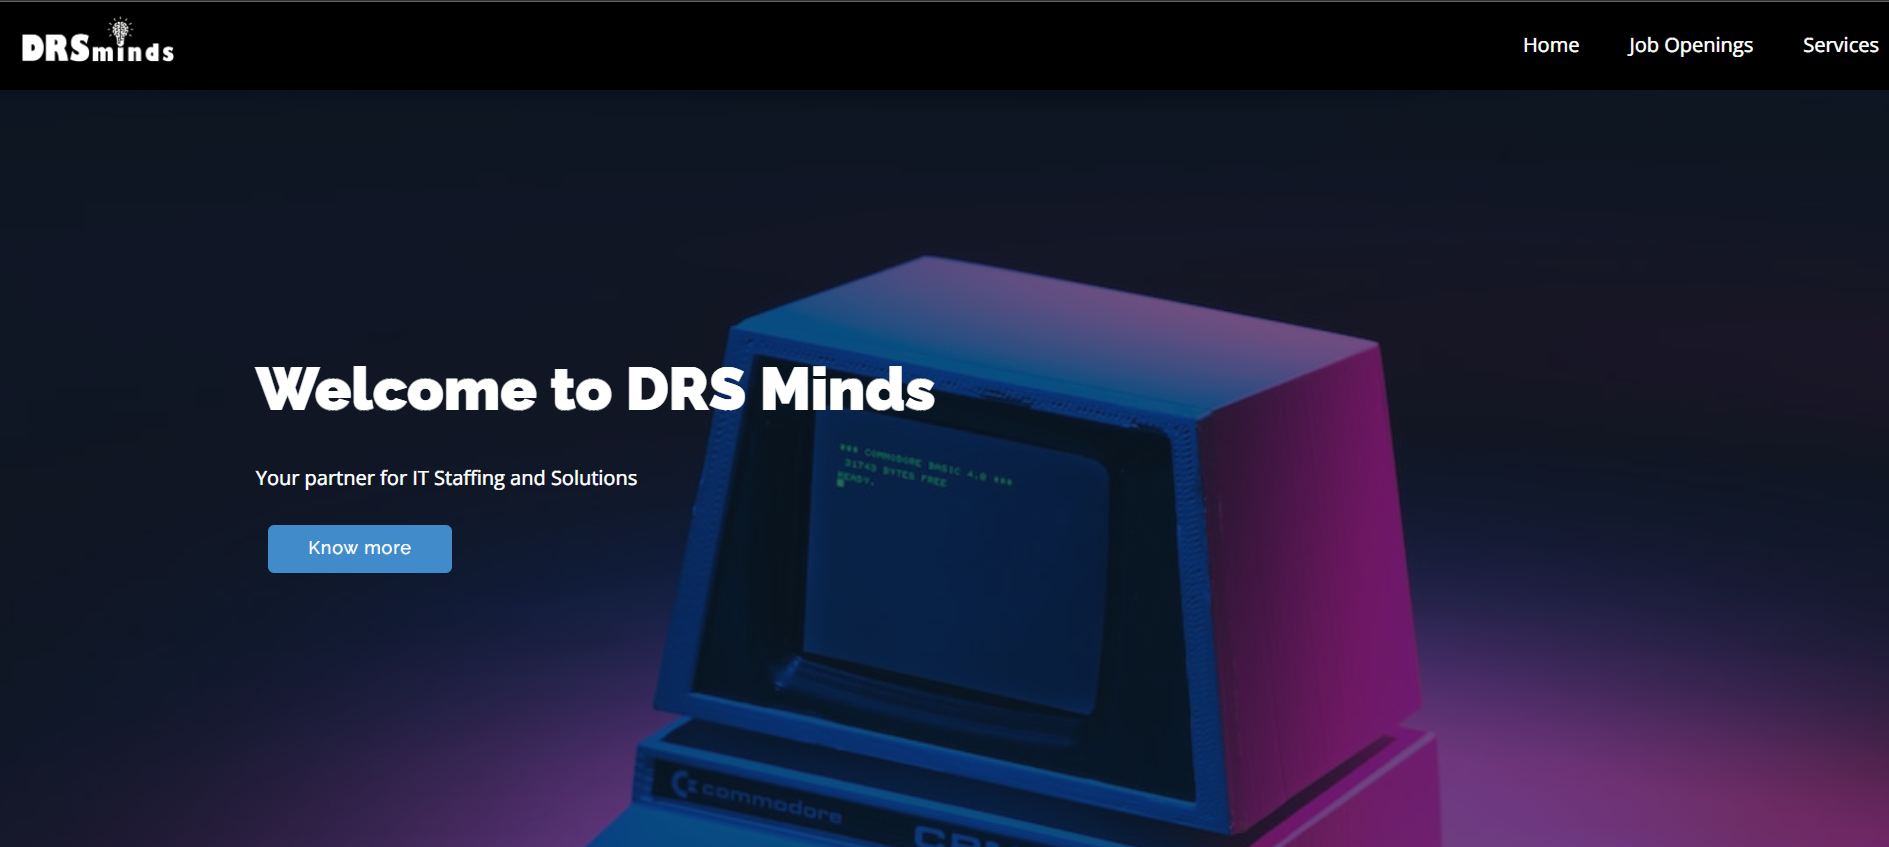 DRSminds
Home
Job Openings
Services
Welcome to DRS Minds
Your partner for IT Staffing and Solutions
Know more
*** COMMODORE BASIC 4.0 ***
31743 BYTES FREE
READY.
commodore